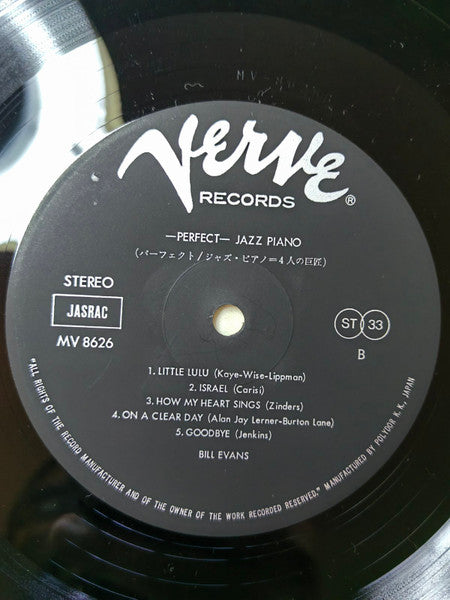 MV
Verve
RECORDS ®
—PERFECT— JAZZ PIANO
(パーフェクト/ジャズ・ピアノ=4人の巨匠)
STEREO
JASRAC
MV 8626
ST 33
B
1. LITTLE LULU (Kaye-Wise-Lippman)
2. ISRAEL (Carisi)
3. HOW MY HEART SINGS (Zinders)
4. ON A CLEAR DAY (Alan Jay Lerner-Burton Lane)
5. GOODBYE (Jenkins)
BILL EVANS
"ALL RIGHTS OF THE RECORD MANUFACTURER AND OF THE OWNER OF THE WORK RECORDED RESERVED." MANUFACTURED BY POLYDOR K.K. JAPAN